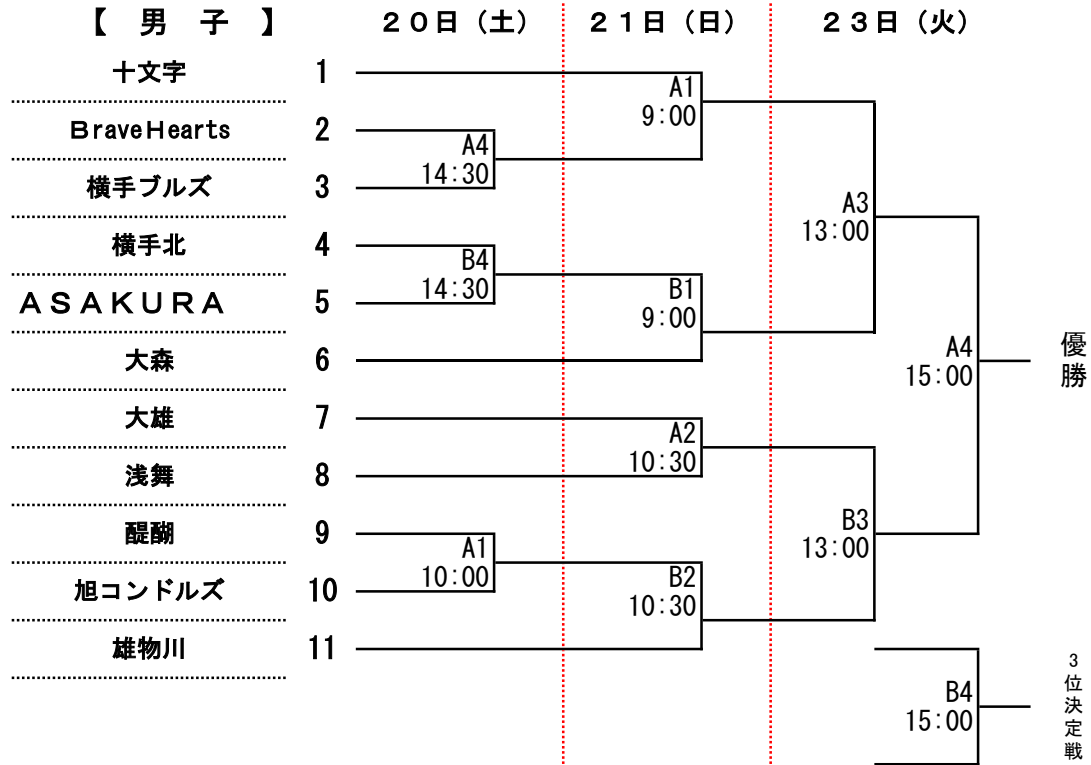 【 男 子 】 ２０日（土） ２１日（日） ２３日（火）
十文字 1
BraveHearts 2
横手ブルズ 3
横手北 4
ＡＳＡＫＵＲＡ 5
大森 6
大雄 7
浅舞 8
醍醐 9
旭コンドルズ 10
雄物川 11
A4
14:30
B4
14:30
A1
10:00
A1
9:00
B1
9:00
A2
10:30
B2
10:30
A3
13:00
B3
13:00
A4
15:00
優勝
B4
15:00
3位決定戦